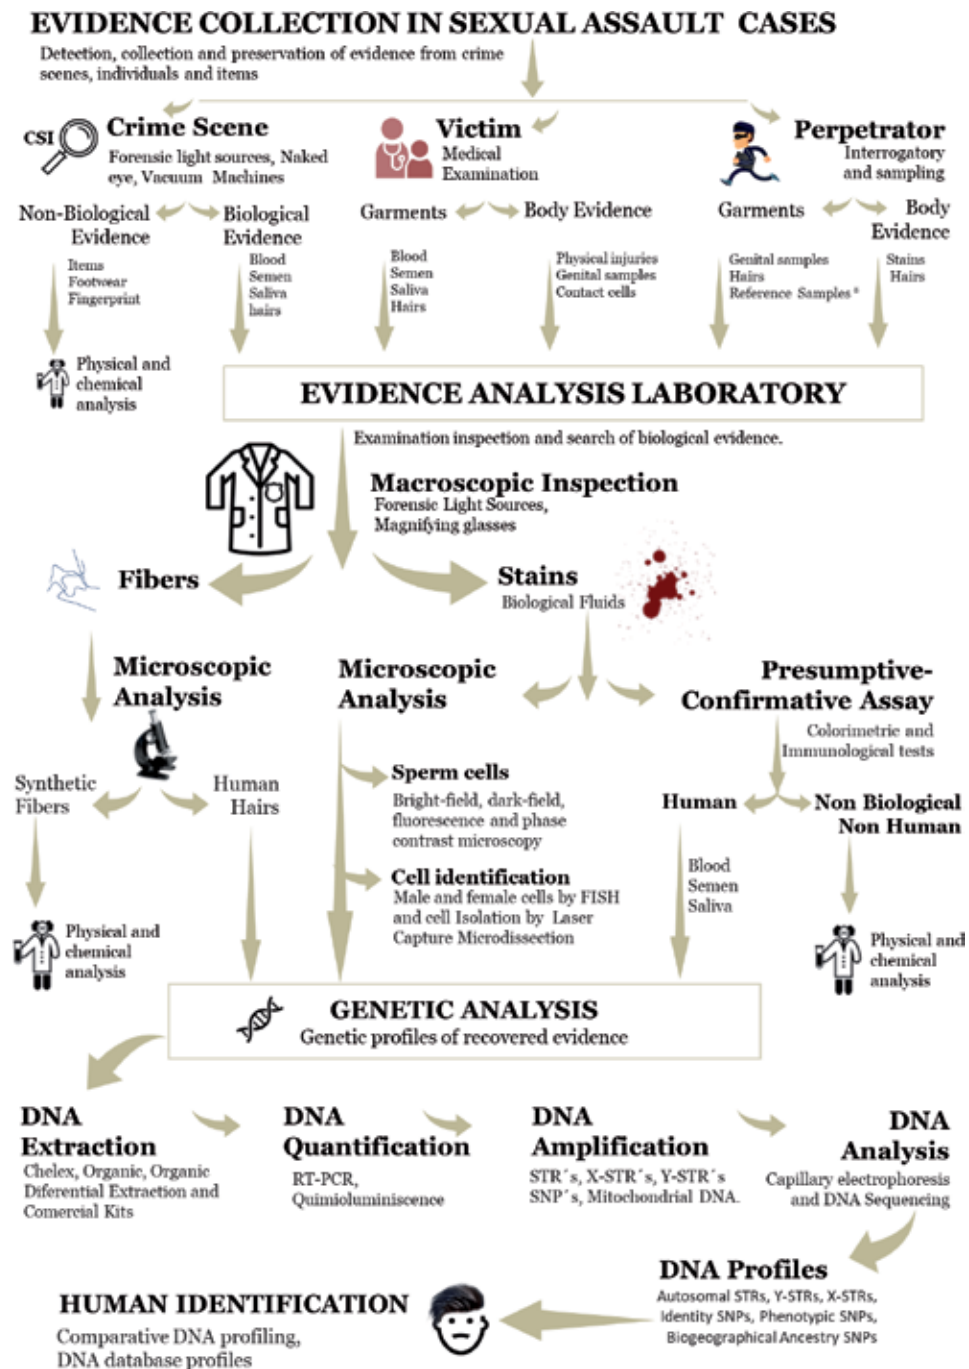 EVIDENCE COLLECTION IN SEXUAL ASSAULT CASES
Detection, collection and preservation of evidence from crime
scenes, individuals and items
CSI
Crime Scene
Forensic light sources, Naked
eye, Vacuum Machines
Victim
Medical
Examination
Perpetrator
Interrogatory
and sampling
Non-Biological
Evidence
Biological
Evidence
Garments
Body Evidence
Garments
Body
Evidence
Items
Footwear
Fingerprint
Blood
Semen
Saliva
hairs
Blood
Semen
Saliva
Hairs
Physical injuries
Genital samples
Contact cells
Genital samples
Hairs
Reference Samples*
Stains
Hairs
Physical and
chemical
analysis
EVIDENCE ANALYSIS LABORATORY
Examination inspection and search of biological evidence.
Macroscopic Inspection
Forensic Light Sources,
Magnifying glasses
Fibers
Stains
Biological Fluids
Microscopic
Analysis
Microscopic
Analysis
Presumptive-
Confirmative Assay
Colorimetric and
Immunological tests
Synthetic
Fibers
Human
Hairs
Sperm cells
Bright-field, dark-field,
fluorescence and phase
contrast microscopy
Cell identification
Male and female cells by FISH
and cell Isolation by Laser
Capture Microdissection
Human
Non Biological
Non Human
Blood
Semen
Saliva
Physical and
chemical
analysis
Physical and
chemical
analysis
GENETIC ANALYSIS
Genetic profiles of recovered evidence
DNA
Extraction
Chelex, Organic, Organic
Diferential Extraction and
Comercial Kits
DNA
Quantification
RT-PCR,
Quimioluminiscence
DNA
Amplification
STR´s, X-STR´s, Y-STR´s
SNP´s, Mitochondrial DNA.
DNA
Analysis
Capillary electrophoresis
and DNA Sequencing
DNA Profiles
Autosomal STRs, Y-STRs, X-STRs,
Identity SNPs, Phenotypic SNPs,
Biogeographical Ancestry SNPs
HUMAN IDENTIFICATION
Comparative DNA profiling,
DNA database profiles